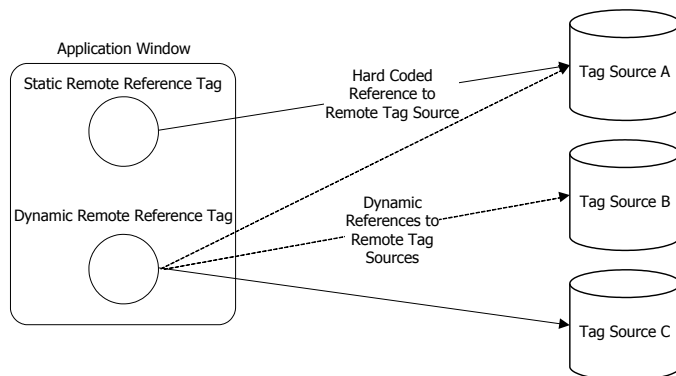 Application Window
Static Remote Reference Tag
Hard Coded
Reference to
Remote Tag Source
Tag Source A
Dynamic Remote Reference Tag
Dynamic
References to
Remote Tag
Sources
Tag Source B
Tag Source C